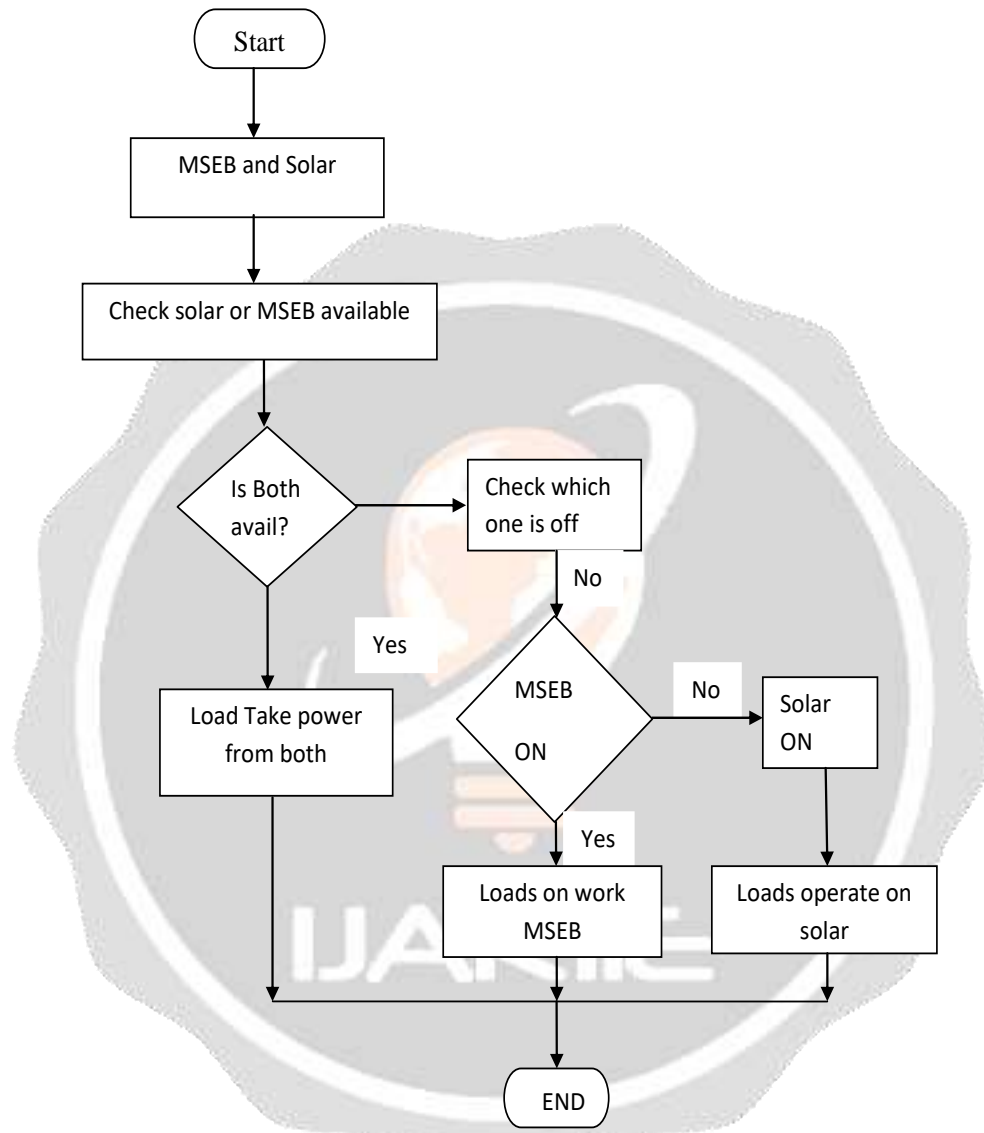 Start
MSEB and Solar
Check solar or MSEB available
Is Both
avail?
Check which
one is off
No
Yes
MSEB
ON
No
Solar
ON
Load Take power
from both
Yes
Loads on work
MSEB
Loads operate on
solar
IJARIIE
END